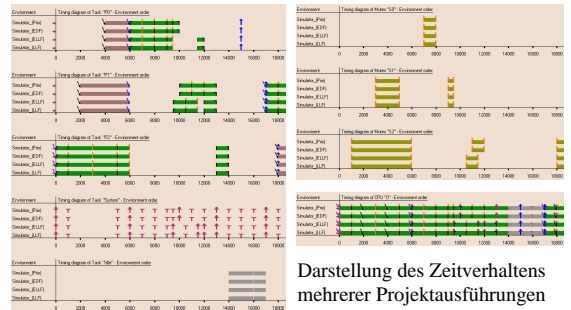 Environment Timing diagram of Task "P0" - Environment order
Simulator_(Prio)
Simulator_(EDF)
Simulator_(ELLF)
Simulator_(LLF)
0 2000 4000 6000 8000 10000 12000 14000 16000
Environment Timing diagram of Task "P1" - Environment order
Simulator_(Prio)
Simulator_(EDF)
Simulator_(ELLF)
Simulator_(LLF)
0 2000 4000 6000 8000 10000 12000 14000 16000 18000
Environment Timing diagram of Task "P2" - Environment order
Simulator_(Prio)
Simulator_(EDF)
Simulator_(ELLF)
Simulator_(LLF)
0 2000 4000 6000 8000 10000 12000 14000 16000 18000
Environment Timing diagram of Task "System" - Environment order
Simulator_(Prio)
Simulator_(EDF)
Simulator_(ELLF)
Simulator_(LLF)
0 2000 4000 6000 8000 10000 12000 14000 16000 18000
Environment Timing diagram of Task "Idle" - Environment order
Simulator_(Prio)
Simulator_(EDF)
Simulator_(ELLF)
Simulator_(LLF)
0 2000 4000 6000 8000 10000 12000 14000 16000 18000
Environment Timing diagram of Mutex "S0" - Environment order
Simulator_(Prio)
Simulator_(EDF)
Simulator_(ELLF)
Simulator_(LLF)
0 2000 4000 6000 8000 10000 12000 14000 16000 18000
Environment Timing diagram of Mutex "S1" - Environment order
Simulator_(Prio)
Simulator_(EDF)
Simulator_(ELLF)
Simulator_(LLF)
0 2000 4000 6000 8000 10000 12000 14000 16000 18000
Environment Timing diagram of Mutex "S2" - Environment order
Simulator_(Prio)
Simulator_(EDF)
Simulator_(ELLF)
Simulator_(LLF)
0 2000 4000 6000 8000 10000 12000 14000 16000 18000
Environment Timing diagram of CPU "0" - Environment order
Simulator_(Prio)
Simulator_(EDF)
Simulator_(ELLF)
Simulator_(LLF)
0 2000 4000 6000 8000 10000 12000 14000 16000 18000
Darstellung des Zeitverhaltens
mehrerer Projektausführungen